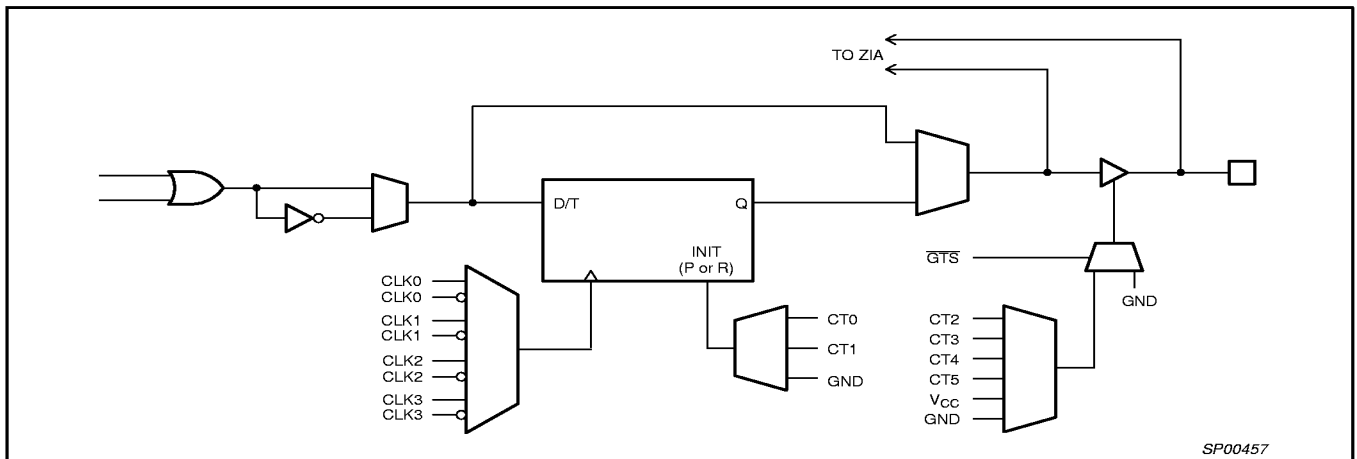 TO ZIA
D/T
Q
INIT
(P or R)
GTS
GND
CLK0
CLK0
CLK1
CLK1
CLK2
CLK2
CLK3
CLK3
CT0
CT1
GND
CT2
CT3
CT4
CT5
VCC
GND
SP00457